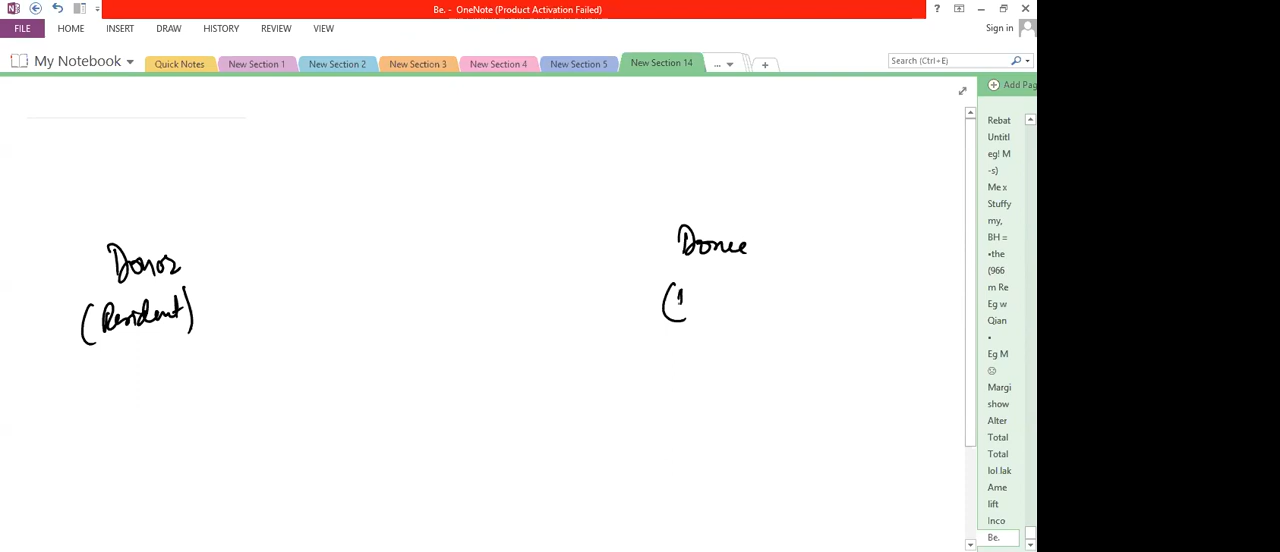 Be. - OneNote (Product Activation Failed)
?
Sign in
FILE HOME INSERT DRAW HISTORY REVIEW VIEW
My Notebook
Quick Notes New Section 1 New Section 2 New Section 3 New Section 4 New Section 5 New Section 14 ... +
Search (Ctrl+E)
Add Pag
Rebat
Untitl
eg! M
-s)
Me x
Stuffy
my,
BH =
•the
(966
m Re
Eg w
Qian
•
Eg M
☹
Margi
show
Alter
Total
Total
lol lak
Ame
lift
Inco
Be.
Donor
(Resident)
Donee
(